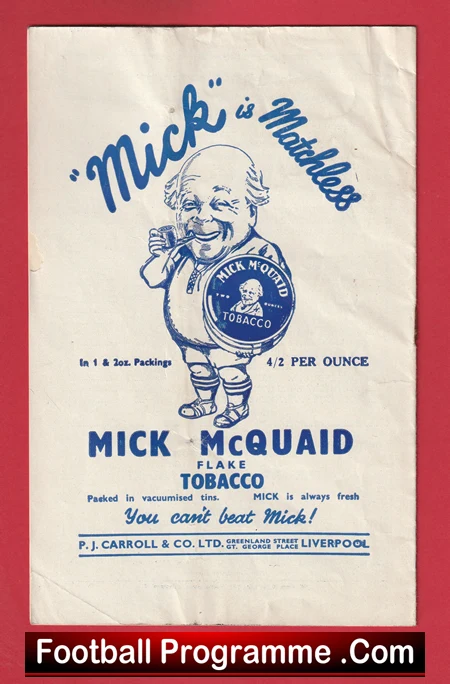 "Mick" is Matchless
MICK McQUAID
TWO OUNCES
TOBACCO
In 1 & 2oz. Packings 4/2 PER OUNCE
MICK McQUAID
FLAKE
TOBACCO
Packed in vacuumised tins. MICK is always fresh
You can't beat Mick!
P. J. CARROLL & CO. LTD. GREENLAND STREET GT. GEORGE PLACE LIVERPOOL
Football Programme .Com